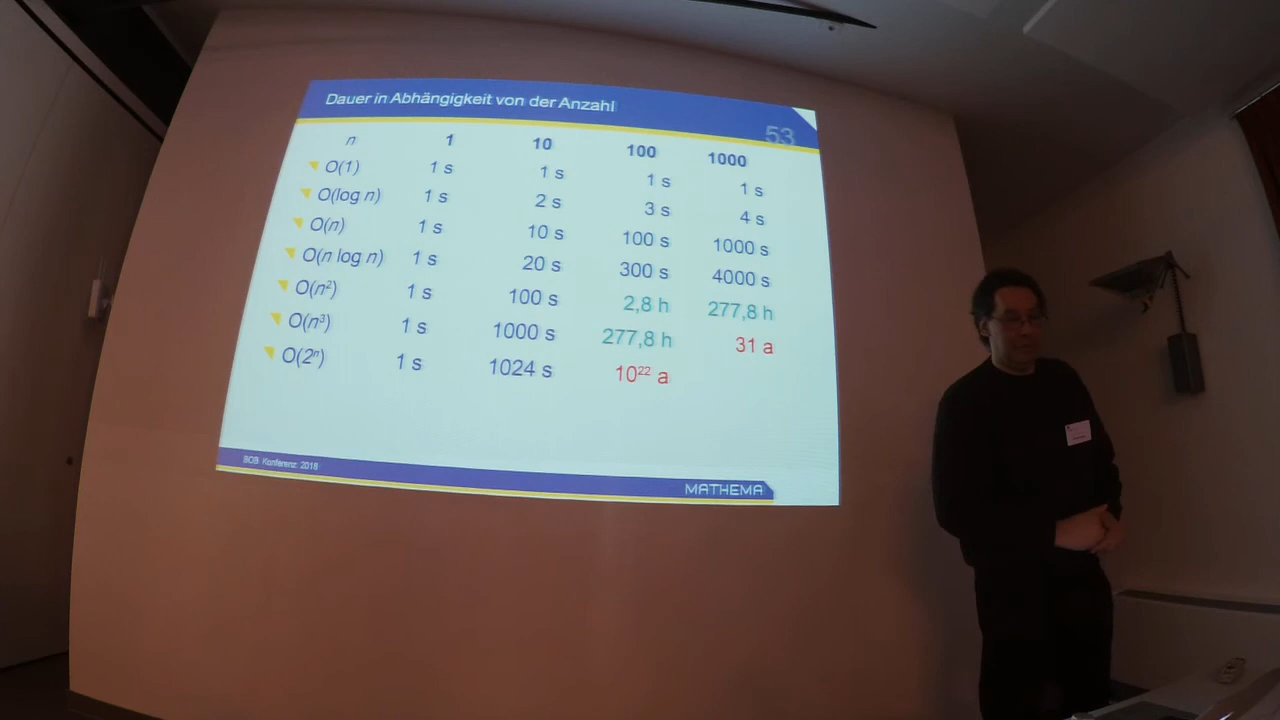 Dauer in Abhängigkeit von der Anzahl
53
n 1 10 100 1000
O(1) 1 s 1 s 1 s 1 s
O(log n) 1 s 2 s 3 s 4 s
O(n) 1 s 10 s 100 s 1000 s
O(n log n) 1 s 20 s 300 s 4000 s
O(n²) 1 s 100 s 2,8 h 277,8 h
O(n³) 1 s 1000 s 277,8 h 31 a
O(2ⁿ) 1 s 1024 s 10²² a
BOB Konferenz 2018
MATHEMA